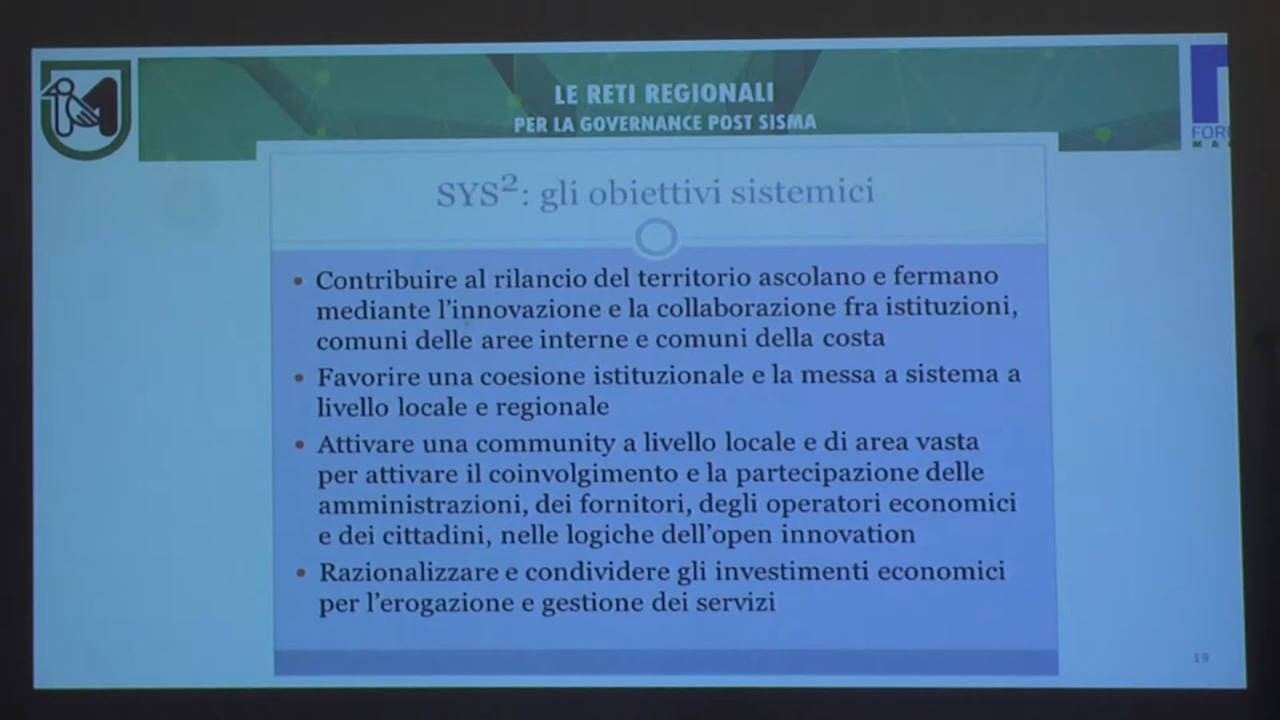 LE RETI REGIONALI
PER LA GOVERNANCE POST SISMA
FOR
SYS²: gli obiettivi sistemici
• Contribuire al rilancio del territorio ascolano e fermano
mediante l'innovazione e la collaborazione fra istituzioni,
comuni delle aree interne e comuni della costa
• Favorire una coesione istituzionale e la messa a sistema a
livello locale e regionale
• Attivare una community a livello locale e di area vasta
per attivare il coinvolgimento e la partecipazione delle
amministrazioni, dei fornitori, degli operatori economici
e dei cittadini, nelle logiche dell'open innovation
• Razionalizzare e condividere gli investimenti economici
per l'erogazione e gestione dei servizi
19